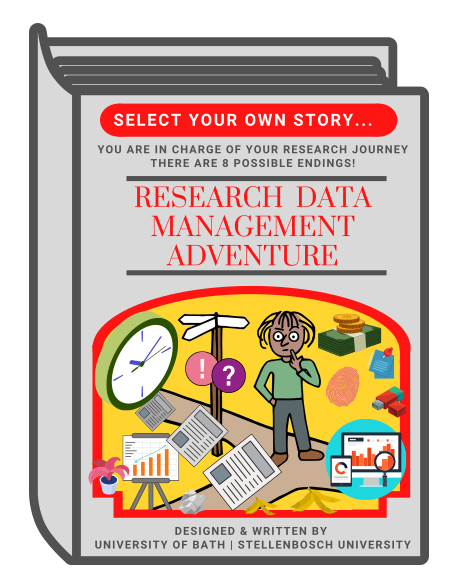 SELECT YOUR OWN STORY...
YOU ARE IN CHARGE OF YOUR RESEARCH JOURNEY
THERE ARE 8 POSSIBLE ENDINGS!
RESEARCH DATA
MANAGEMENT
ADVENTURE
!
?
DESIGNED & WRITTEN BY
UNIVERSITY OF BATH | STELLENBOSCH UNIVERSITY